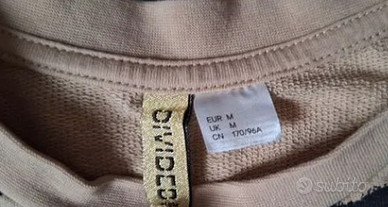 DIVIDED
EUR M
UK M
CN 170/96A
subito